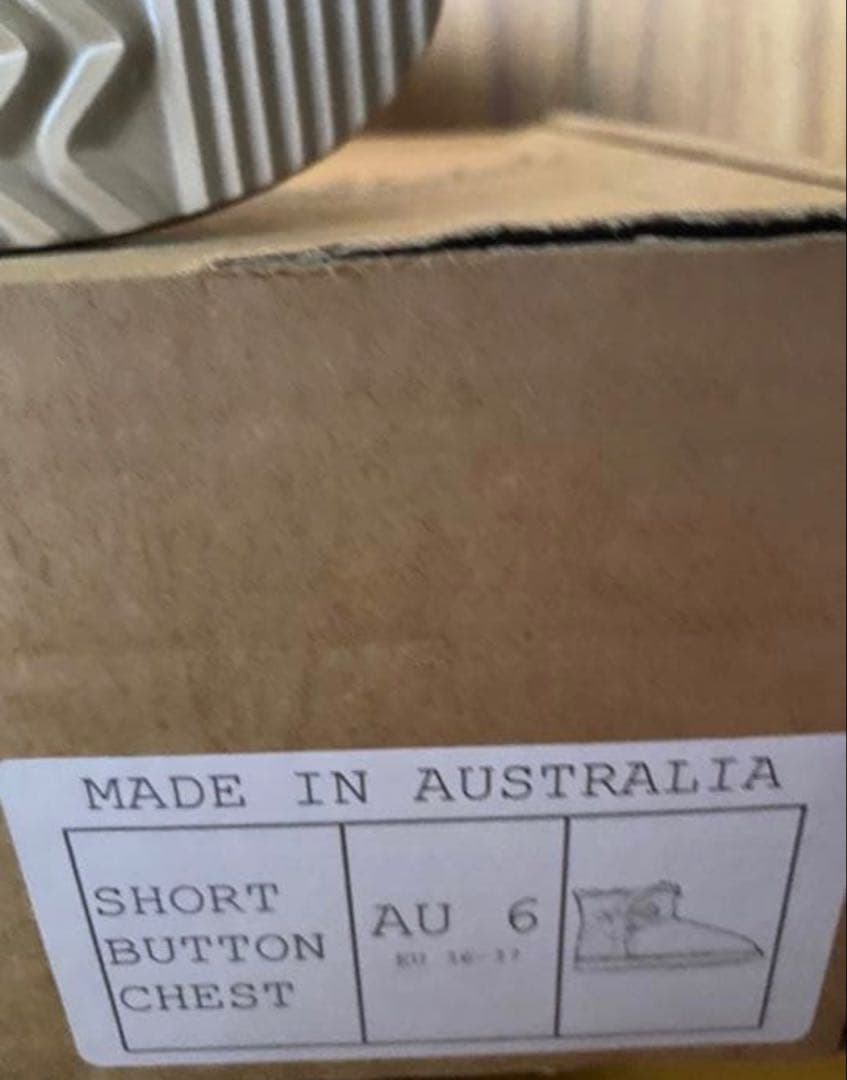 MADE IN AUSTRALIA
SHORT
BUTTON
CHEST
AU 6